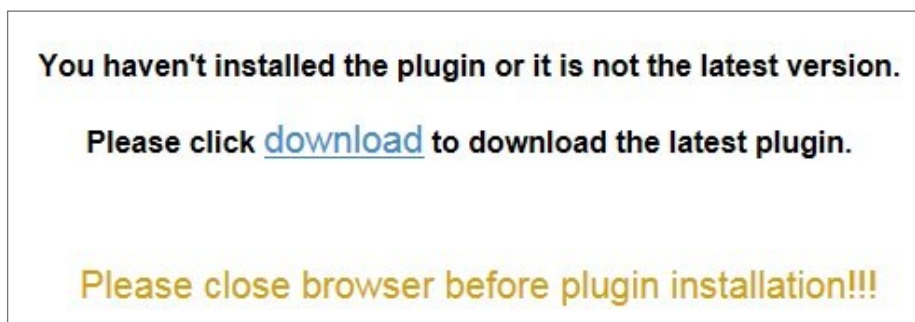 You haven't installed the plugin or it is not the latest version.
Please click download to download the latest plugin.
Please close browser before plugin installation!!!